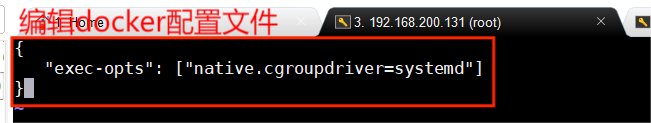 编辑docker配置文件
Home
3. 192.168.200.131 (root)
{
"exec-opts": ["native.cgroupdriver=systemd"]
}
~